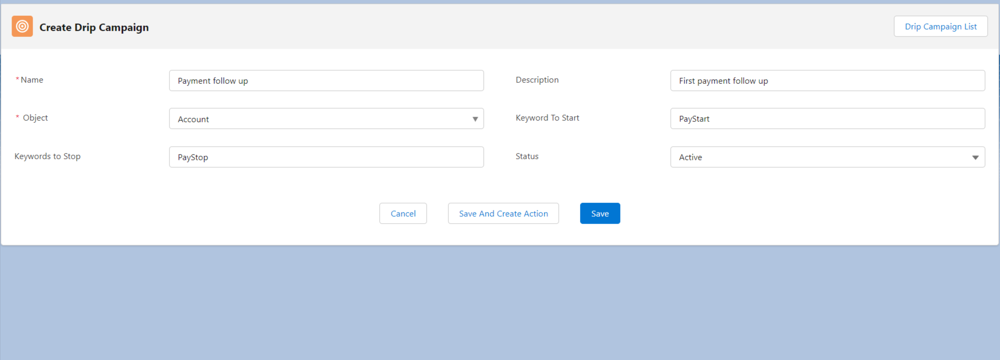 Create Drip Campaign
Drip Campaign List
*Name
Payment follow up
Description
First payment follow up
* Object
Account
Keyword To Start
PayStart
Keywords to Stop
PayStop
Status
Active
Cancel
Save And Create Action
Save